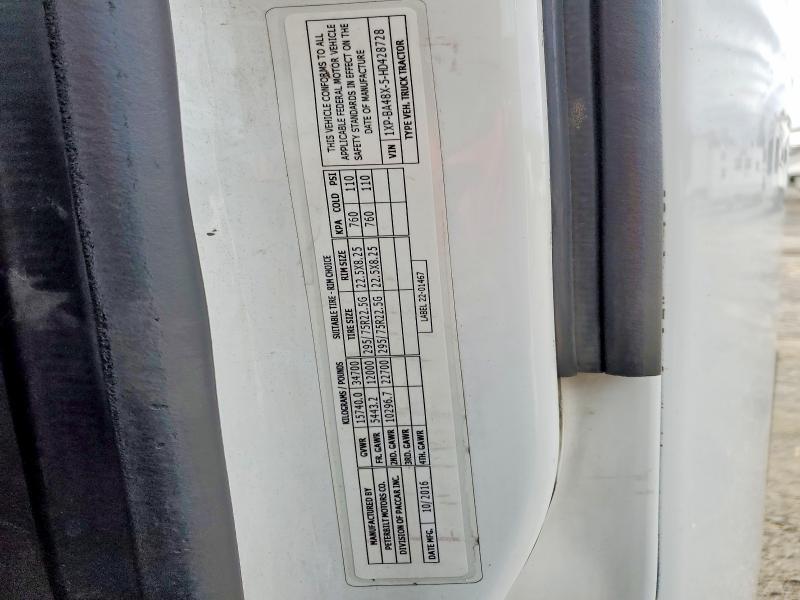 MANUFACTURED BY
PETERBILT MOTORS CO.
DIVISION OF PACCAR INC.
DATE MFG. 10/2016
KILOGRAMS / POUNDS
GVWR 15740.0 34700
FR. GAWR 5443.2 12000
2ND. GAWR 10296.7 22700
3RD. GAWR
4TH. GAWR
SUITABLE TIRE - RIM CHOICE
TIRE SIZE RIM SIZE KPA COLD PSI
295/75R22.5G 22.5X8.25 760 110
295/75R22.5G 22.5X8.25 760 110
LABEL 22-01467
THIS VEHICLE CONFORMS TO ALL
APPLICABLE FEDERAL MOTOR VEHICLE
SAFETY STANDARDS IN EFFECT ON THE
DATE OF MANUFACTURE
VIN 1XP-BA48X-5-HD428728
TYPE VEH. TRUCK TRACTOR